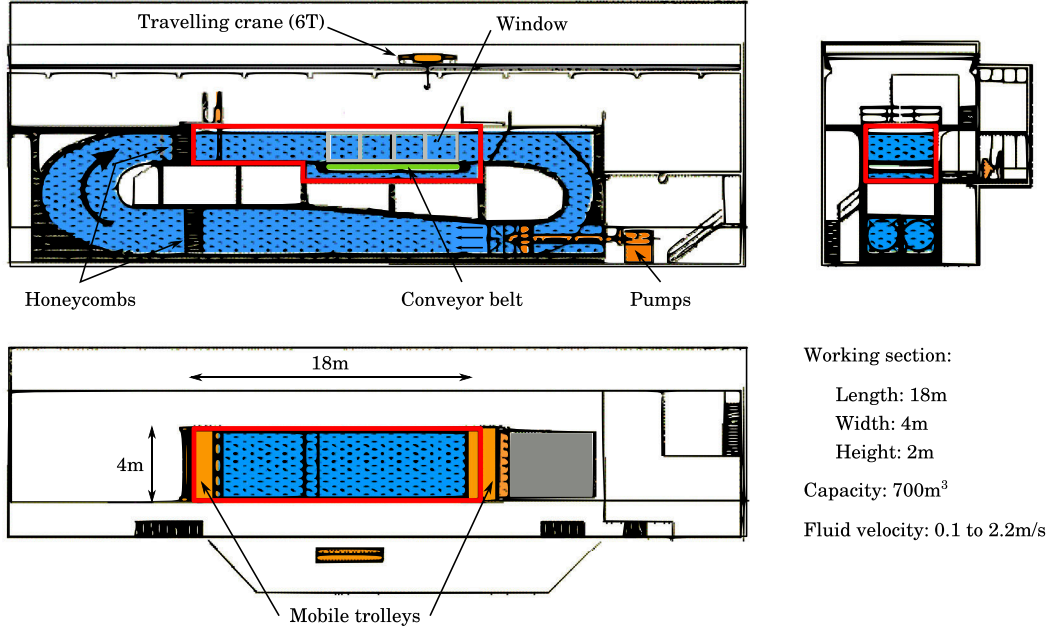 Travelling crane (6T)
Window
Honeycombs
Conveyor belt
Pumps
18m
4m
Mobile trolleys
Working section:
Length: 18m
Width: 4m
Height: 2m
Capacity: 700m³
Fluid velocity: 0.1 to 2.2m/s